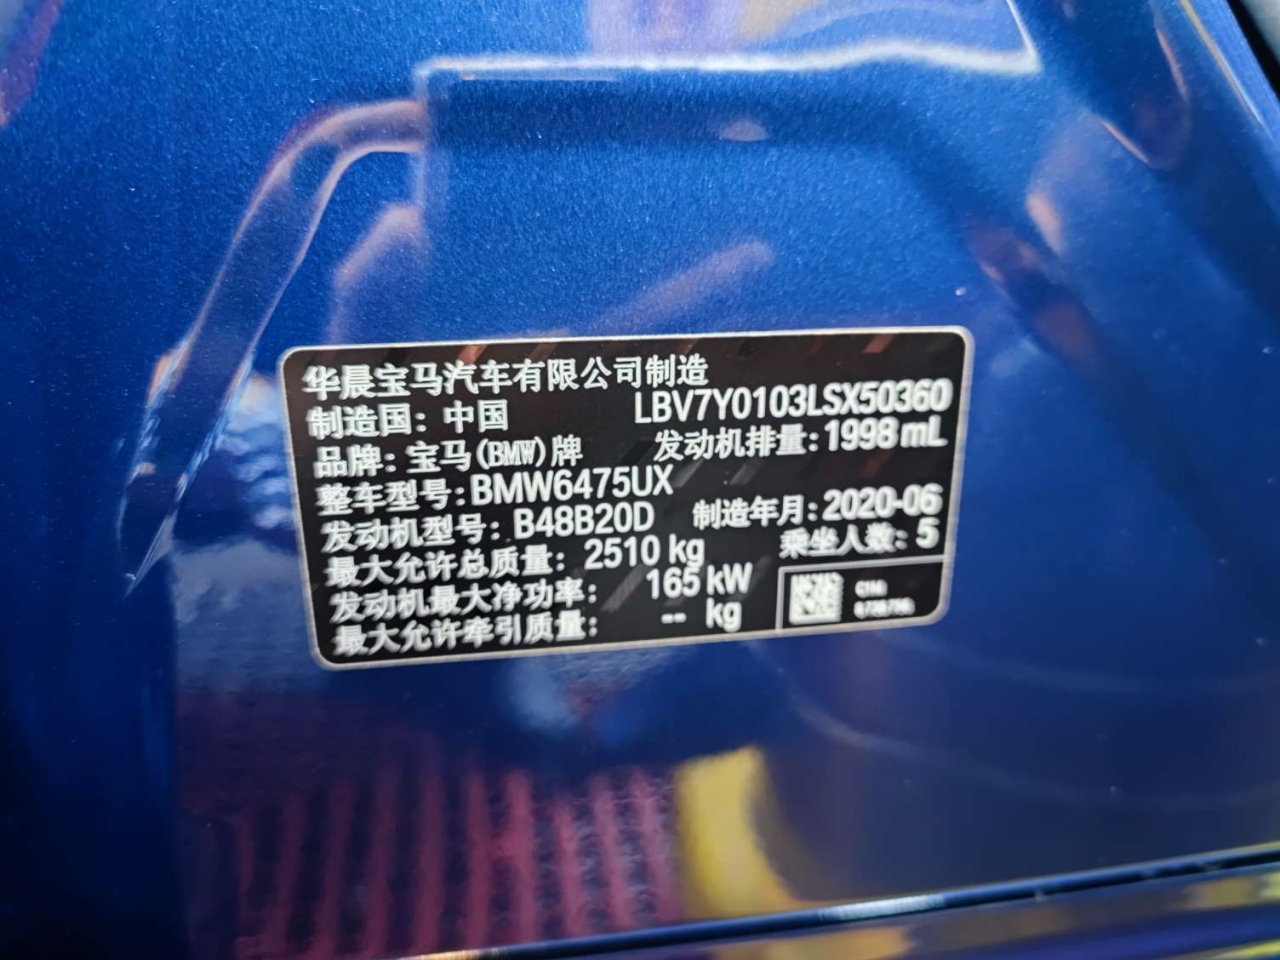 华晨宝马汽车有限公司制造
制造国：中国 LBV7Y0103LSX50360
品牌：宝马(BMW)牌 发动机排量：1998 mL
整车型号：BMW6475UX
发动机型号：B48B20D 制造年月：2020-06
最大允许总质量：2510 kg 乘坐人数：5
发动机最大净功率：165 kW
最大允许牵引质量：-- kg